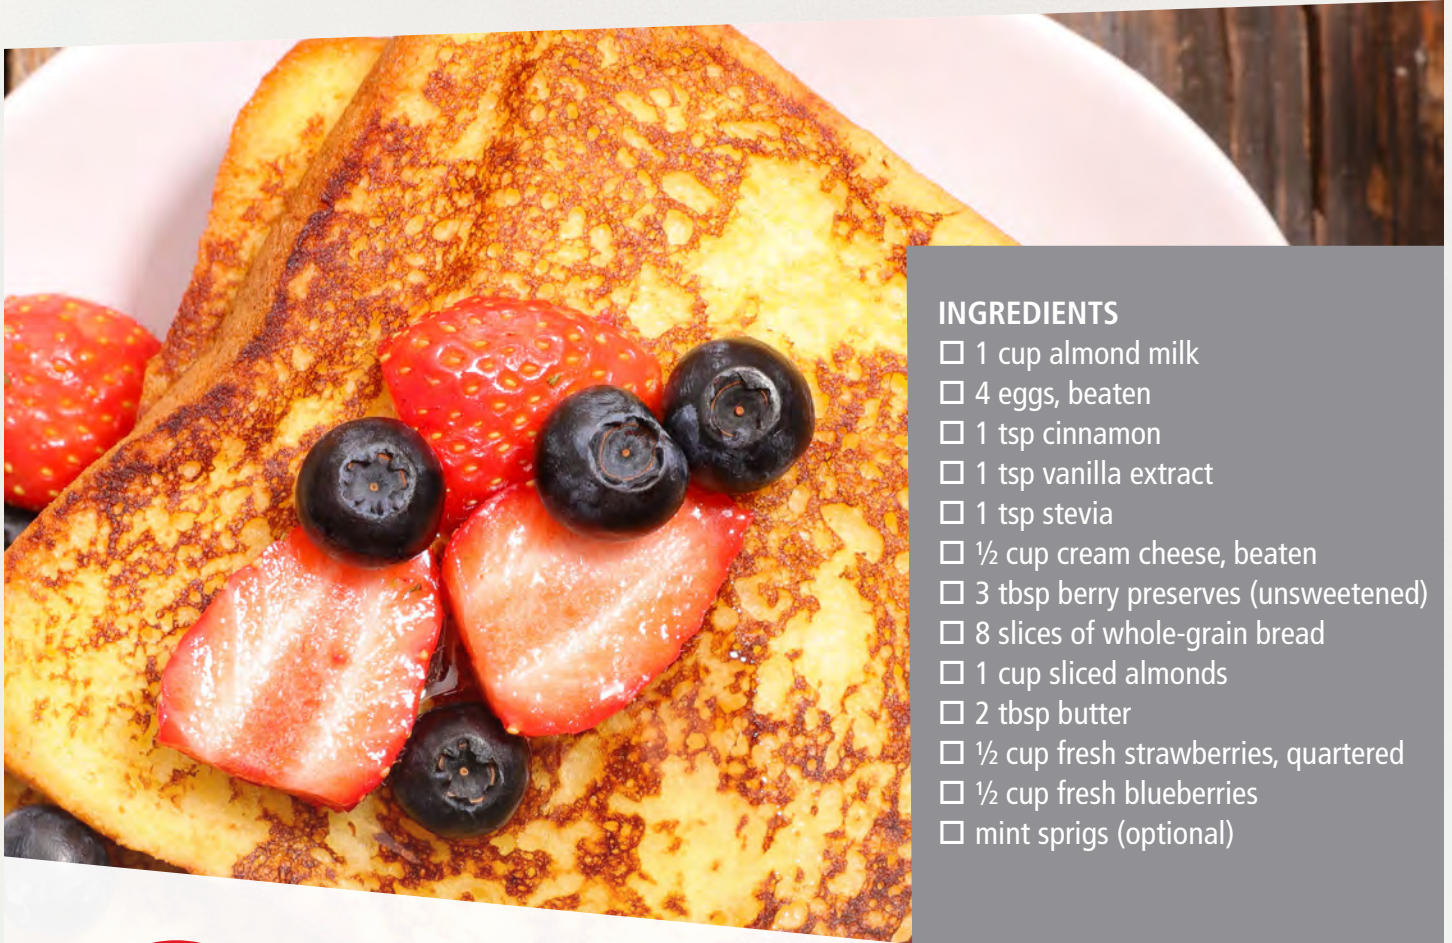 INGREDIENTS
☐ 1 cup almond milk
☐ 4 eggs, beaten
☐ 1 tsp cinnamon
☐ 1 tsp vanilla extract
☐ 1 tsp stevia
☐ ½ cup cream cheese, beaten
☐ 3 tbsp berry preserves (unsweetened)
☐ 8 slices of whole-grain bread
☐ 1 cup sliced almonds
☐ 2 tbsp butter
☐ ½ cup fresh strawberries, quartered
☐ ½ cup fresh blueberries
☐ mint sprigs (optional)